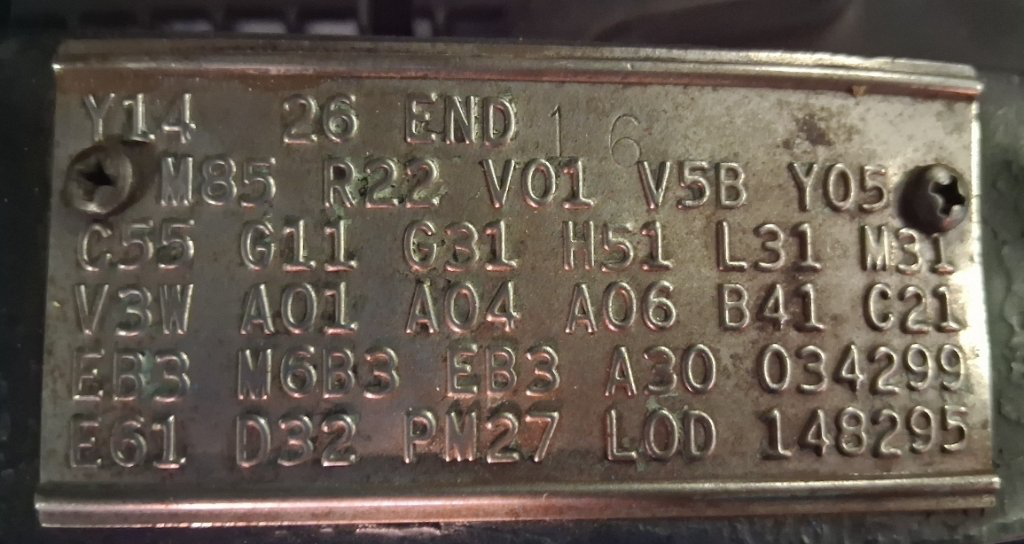 Y14 26 END 16
M85 R22 V01 V5B Y05
C55 G11 G31 H51 L31 M31
V3W A01 A04 A06 B41 C21
EB3 M6B3 EB3 A30 034299
E61 D32 PM27 LOD 148295